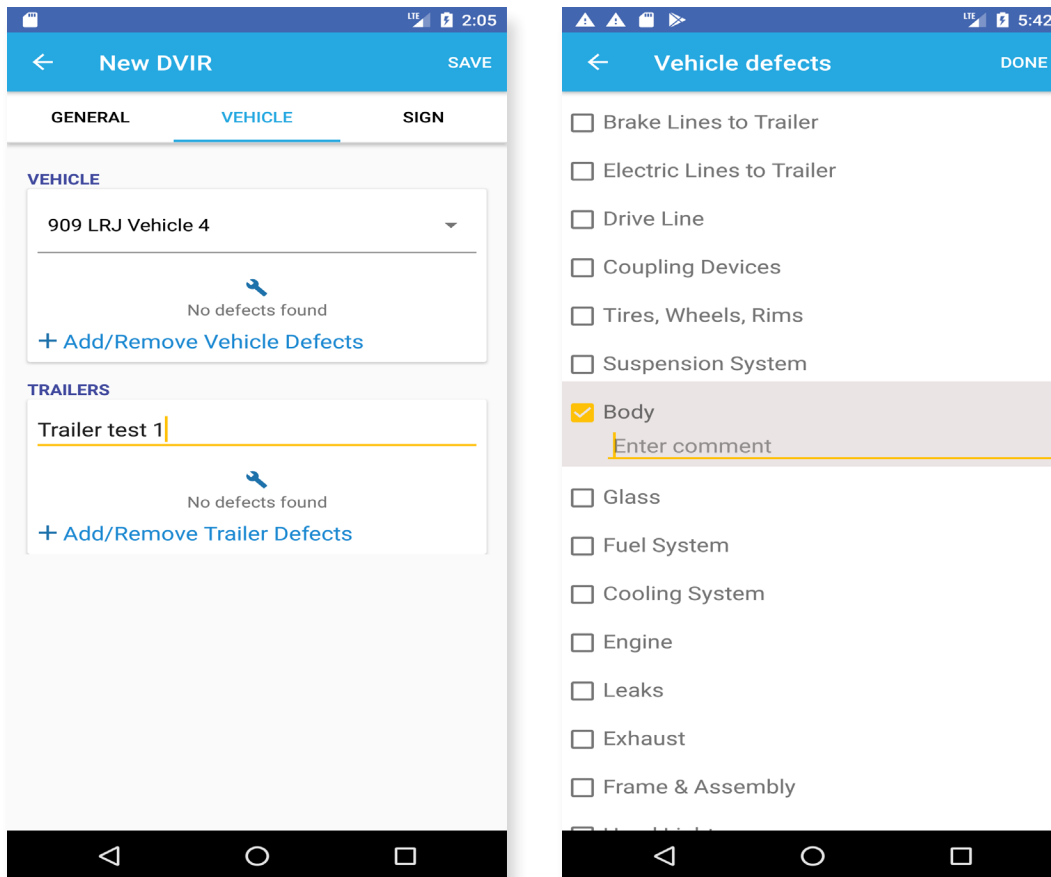 LTE 2:05
New DVIR SAVE
GENERAL VEHICLE SIGN
VEHICLE
909 LRJ Vehicle 4
No defects found
+ Add/Remove Vehicle Defects
TRAILERS
Trailer test 1
No defects found
+ Add/Remove Trailer Defects
LTE 5:42
Vehicle defects DONE
Brake Lines to Trailer
Electric Lines to Trailer
Drive Line
Coupling Devices
Tires, Wheels, Rims
Suspension System
Body
Enter comment
Glass
Fuel System
Cooling System
Engine
Leaks
Exhaust
Frame & Assembly